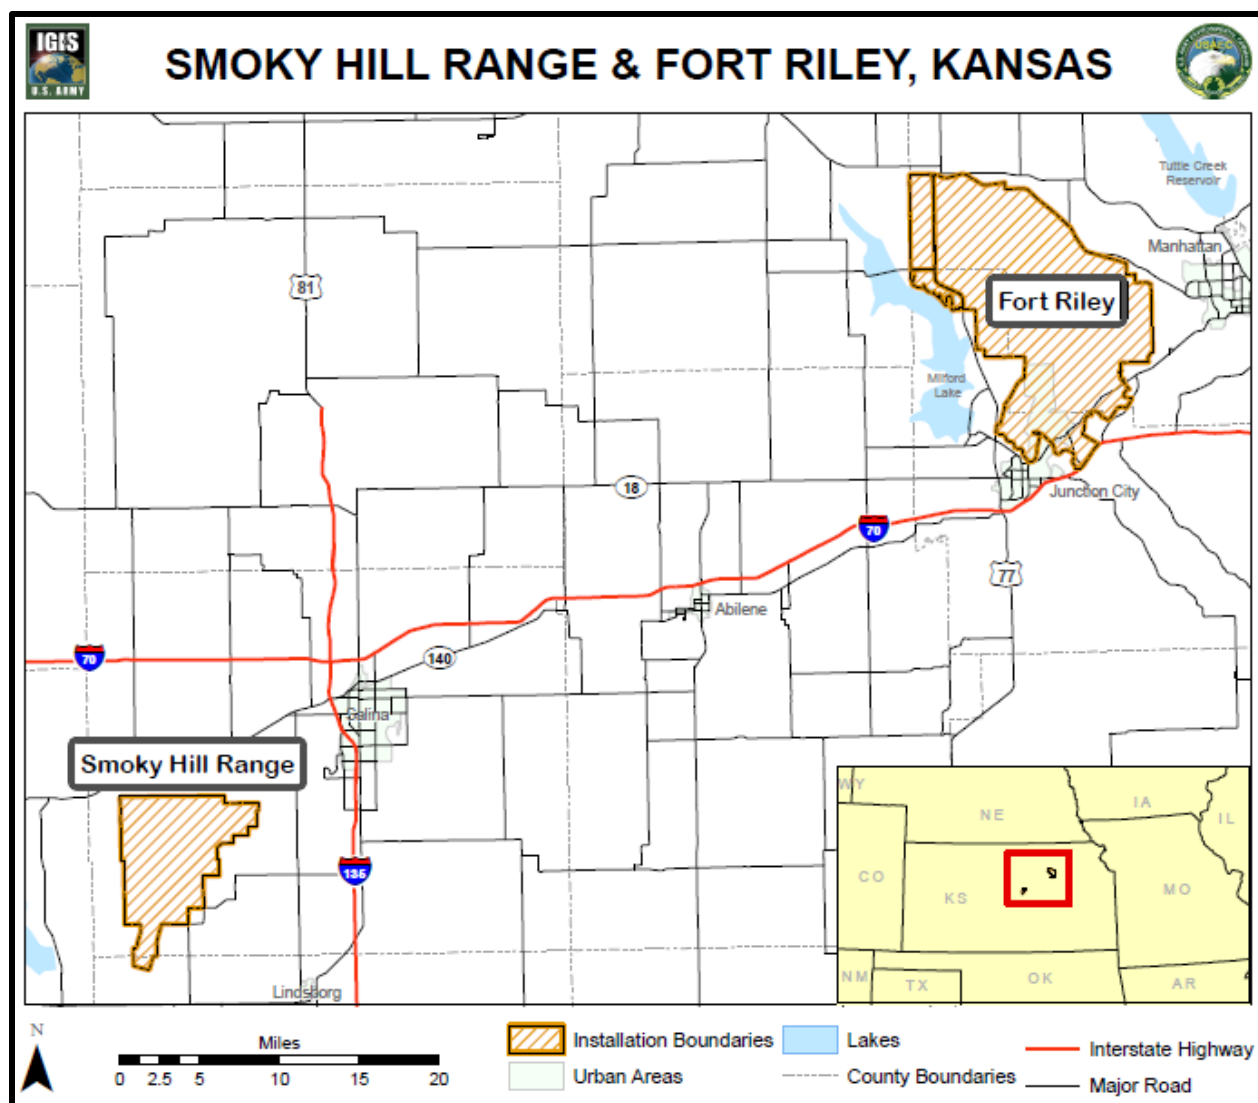 IGIS
U.S. ARMY
SMOKY HILL RANGE & FORT RILEY, KANSAS
USAEC
Tuttle Creek
Reservoir
Manhattan
81
Fort Riley
Milford
Lake
18
Junction City
70
77
Abilene
140
70
Salina
Smoky Hill Range
135
Lindsborg
WY
NE
IA
IL
CO
KS
MO
NM
TX
OK
AR
N
Miles
0 2.5 5 10 15 20
Installation Boundaries
Urban Areas
Lakes
County Boundaries
Interstate Highway
Major Road